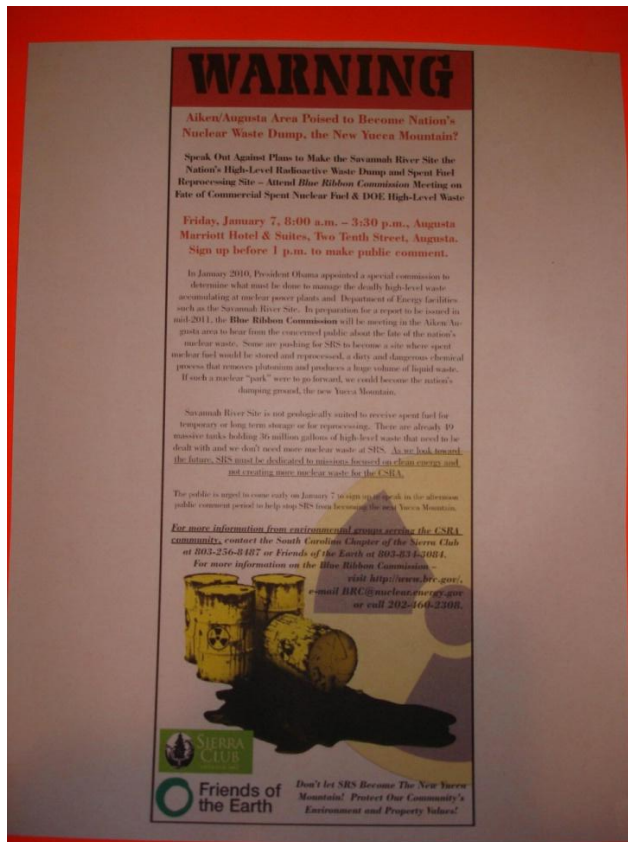 WARNING
Aiken/Augusta Area Poised to Become Nation's
Nuclear Waste Dump, the New Yucca Mountain?
Speak Out Against Plans to Make the Savannah River Site the
Nation's High-Level Radioactive Waste Dump and Spent Fuel
Reprocessing Site – Attend Blue Ribbon Commission Meeting on
Fate of Commercial Spent Nuclear Fuel & DOE High-Level Waste
Friday, January 7, 8:00 a.m. – 3:30 p.m., Augusta
Marriott Hotel & Suites, Two Tenth Street, Augusta.
Sign up before 1 p.m. to make public comment.
In January 2010, President Obama appointed a special commission to
determine what must be done to manage the deadly high-level waste
accumulating at nuclear power plants and Department of Energy facilities
such as the Savannah River Site. In preparation for a report to be issued in
mid-2011, the Blue Ribbon Commission will be meeting in the Aiken/Au-
gusta area to hear from the concerned public about the fate of the nation's
nuclear waste. Some are pushing for SRS to become a site where spent
nuclear fuel would be stored and reprocessed, a dirty and dangerous chemical
process that removes plutonium and produces a huge volume of liquid waste.
If such a nuclear "park" were to go forward, we could become the nation's
dumping ground, the new Yucca Mountain.
Savannah River Site is not geologically suited to receive spent fuel for
temporary or long term storage or for reprocessing. There are already 49
massive tanks holding 36 million gallons of high-level waste that need to be
dealt with and we don't need more nuclear waste at SRS. As we look toward
the future, SRS must be dedicated to missions focused on clean energy and
not creating more nuclear waste for the CSRA.
The public is urged to come early on January 7 to sign up to speak in the afternoon
public comment period to help stop SRS from becoming the next Yucca Mountain.
For more information from environmental groups serving the CSRA
community, contact the South Carolina Chapter of the Sierra Club
at 803-256-8487 or Friends of the Earth at 803-834-3084.
For more information on the Blue Ribbon Commission –
visit http://www.brc.gov/,
e-mail BRC@nuclear.energy.gov
or call 202-460-2308.
SIERRA
CLUB
Friends of
the Earth
Don't let SRS Become The New Yucca
Mountain! Protect Our Community's
Environment and Property Values!